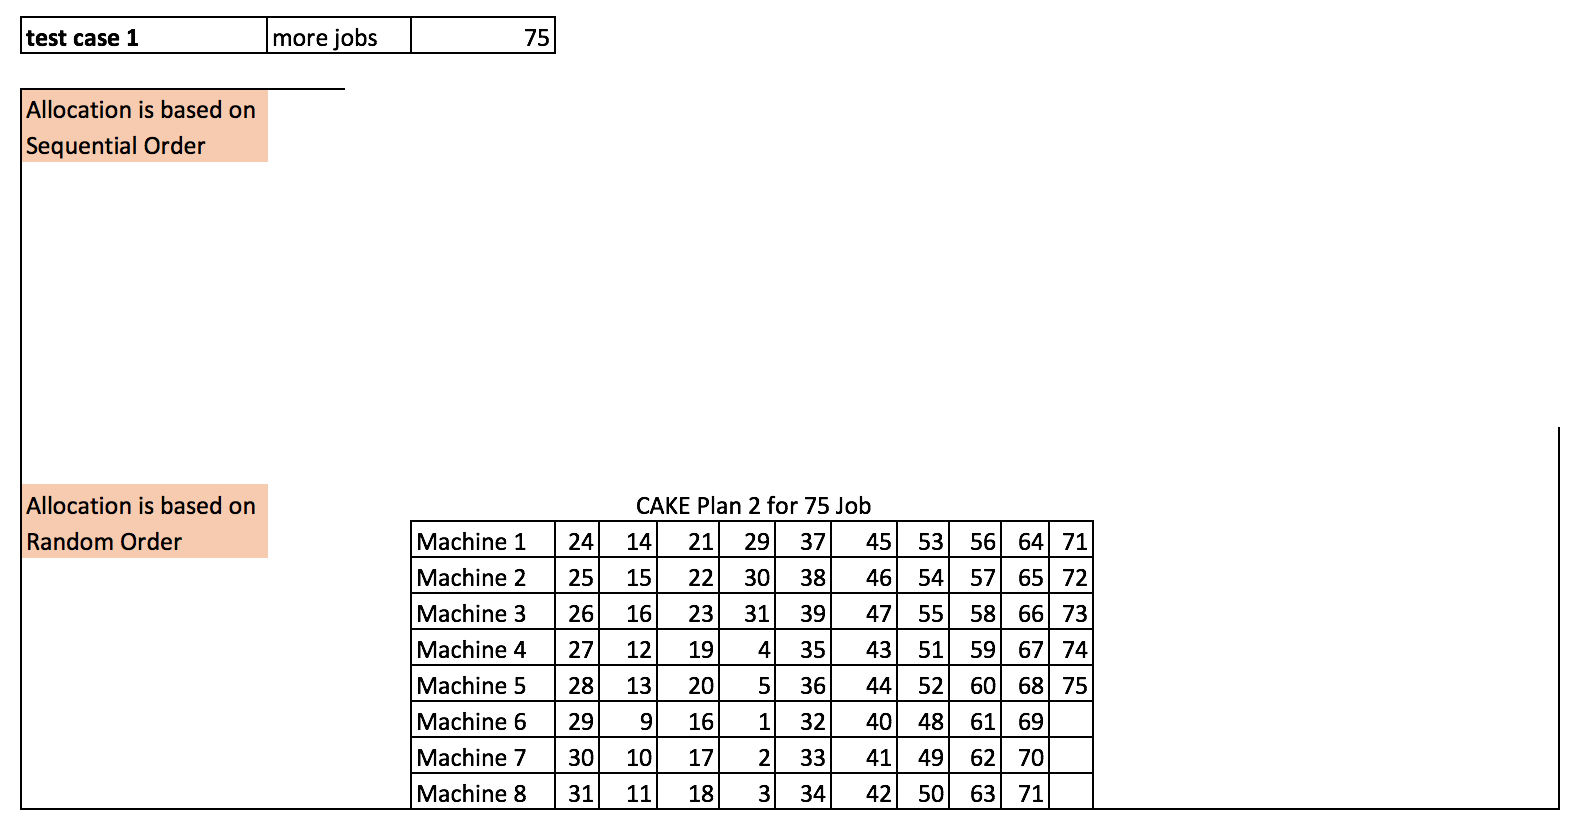 test case 1 more jobs 75
Allocation is based on
Sequential Order
Allocation is based on
Random Order
CAKE Plan 2 for 75 Job
Machine 1 24 14 21 29 37 45 53 56 64 71
Machine 2 25 15 22 30 38 46 54 57 65 72
Machine 3 26 16 23 31 39 47 55 58 66 73
Machine 4 27 12 19 4 35 43 51 59 67 74
Machine 5 28 13 20 5 36 44 52 60 68 75
Machine 6 29 9 16 1 32 40 48 61 69
Machine 7 30 10 17 2 33 41 49 62 70
Machine 8 31 11 18 3 34 42 50 63 71